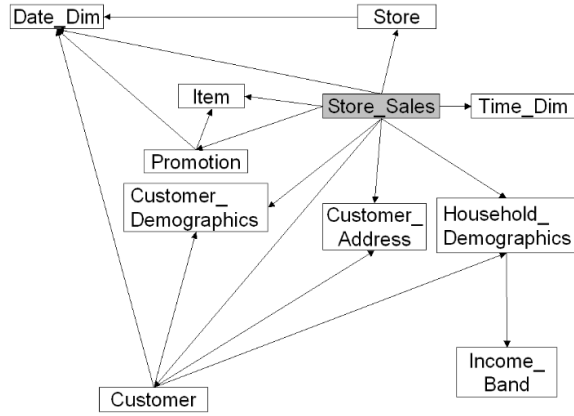 Date_Dim
Store
Item
Store_Sales
Time_Dim
Promotion
Customer_
Demographics
Customer_
Address
Household_
Demographics
Income_
Band
Customer